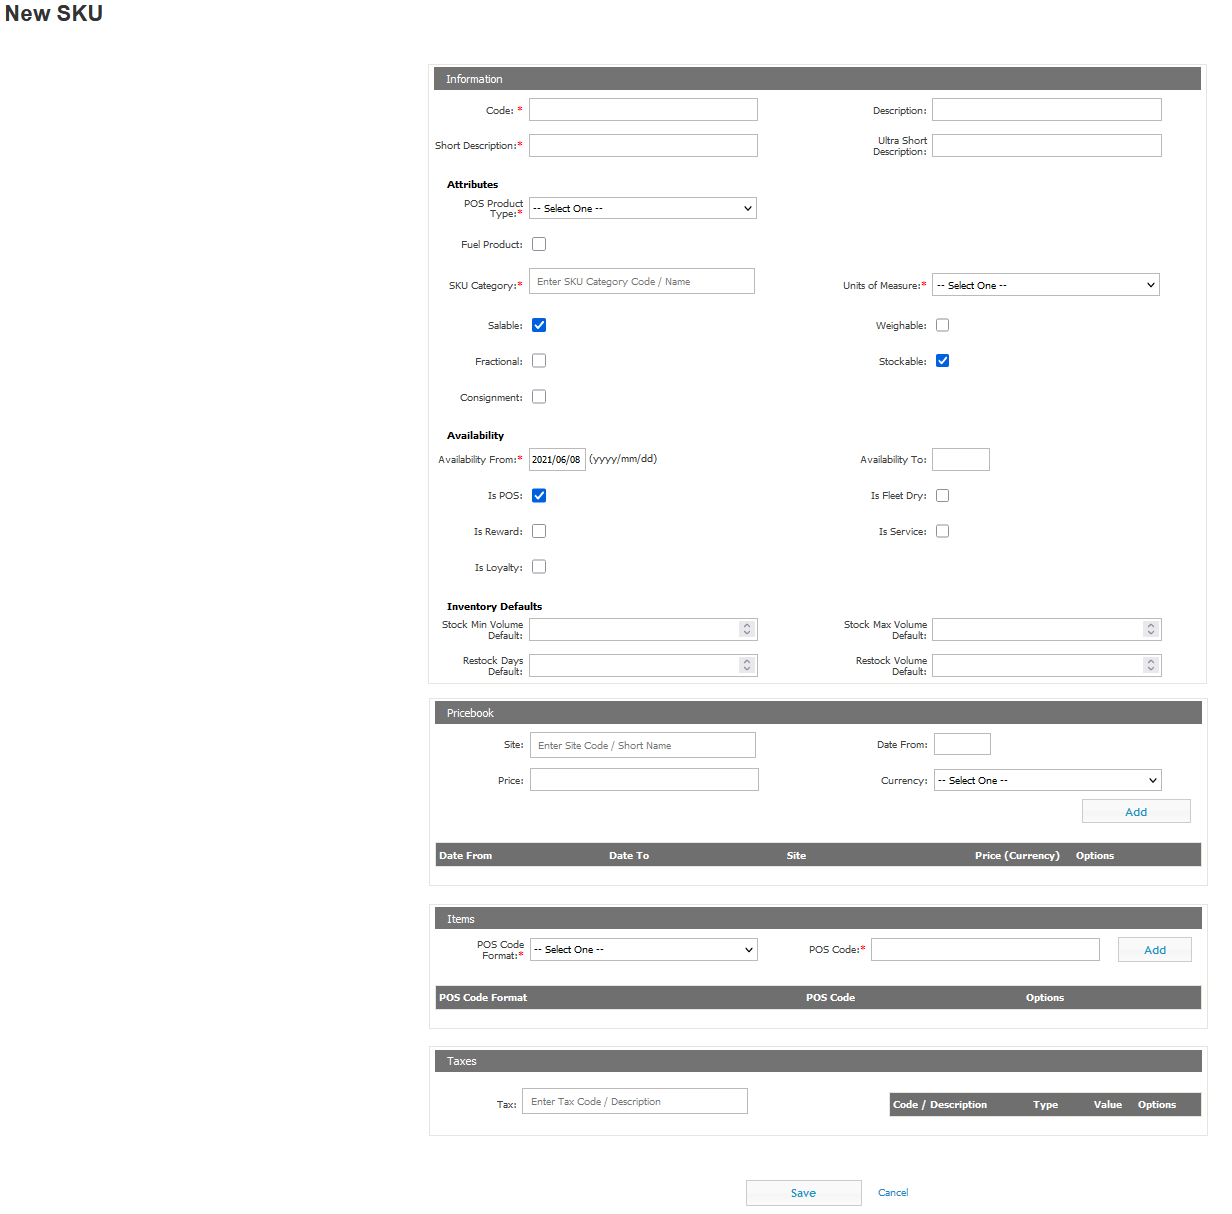 New SKU
Information
Code: *
Description:
Short Description:*
Ultra Short
Description:
Attributes
POS Product
Type:*
-- Select One --
Fuel Product:
SKU Category:*
Enter SKU Category Code / Name
Units of Measure:*
-- Select One --
Salable:
Weighable:
Fractional:
Stockable:
Consignment:
Availability
Availability From:*
2021/06/08
(yyyy/mm/dd)
Availability To:
Is POS:
Is Fleet Dry:
Is Reward:
Is Service:
Is Loyalty:
Inventory Defaults
Stock Min Volume
Default:
Stock Max Volume
Default:
Restock Days
Default:
Restock Volume
Default:
Pricebook
Site:
Enter Site Code / Short Name
Date From:
Price:
Currency:
-- Select One --
Add
Date From
Date To
Site
Price (Currency)
Options
Items
POS Code
Format:*
-- Select One --
POS Code:*
Add
POS Code Format
POS Code
Options
Taxes
Tax:
Enter Tax Code / Description
Code / Description
Type
Value
Options
Save
Cancel